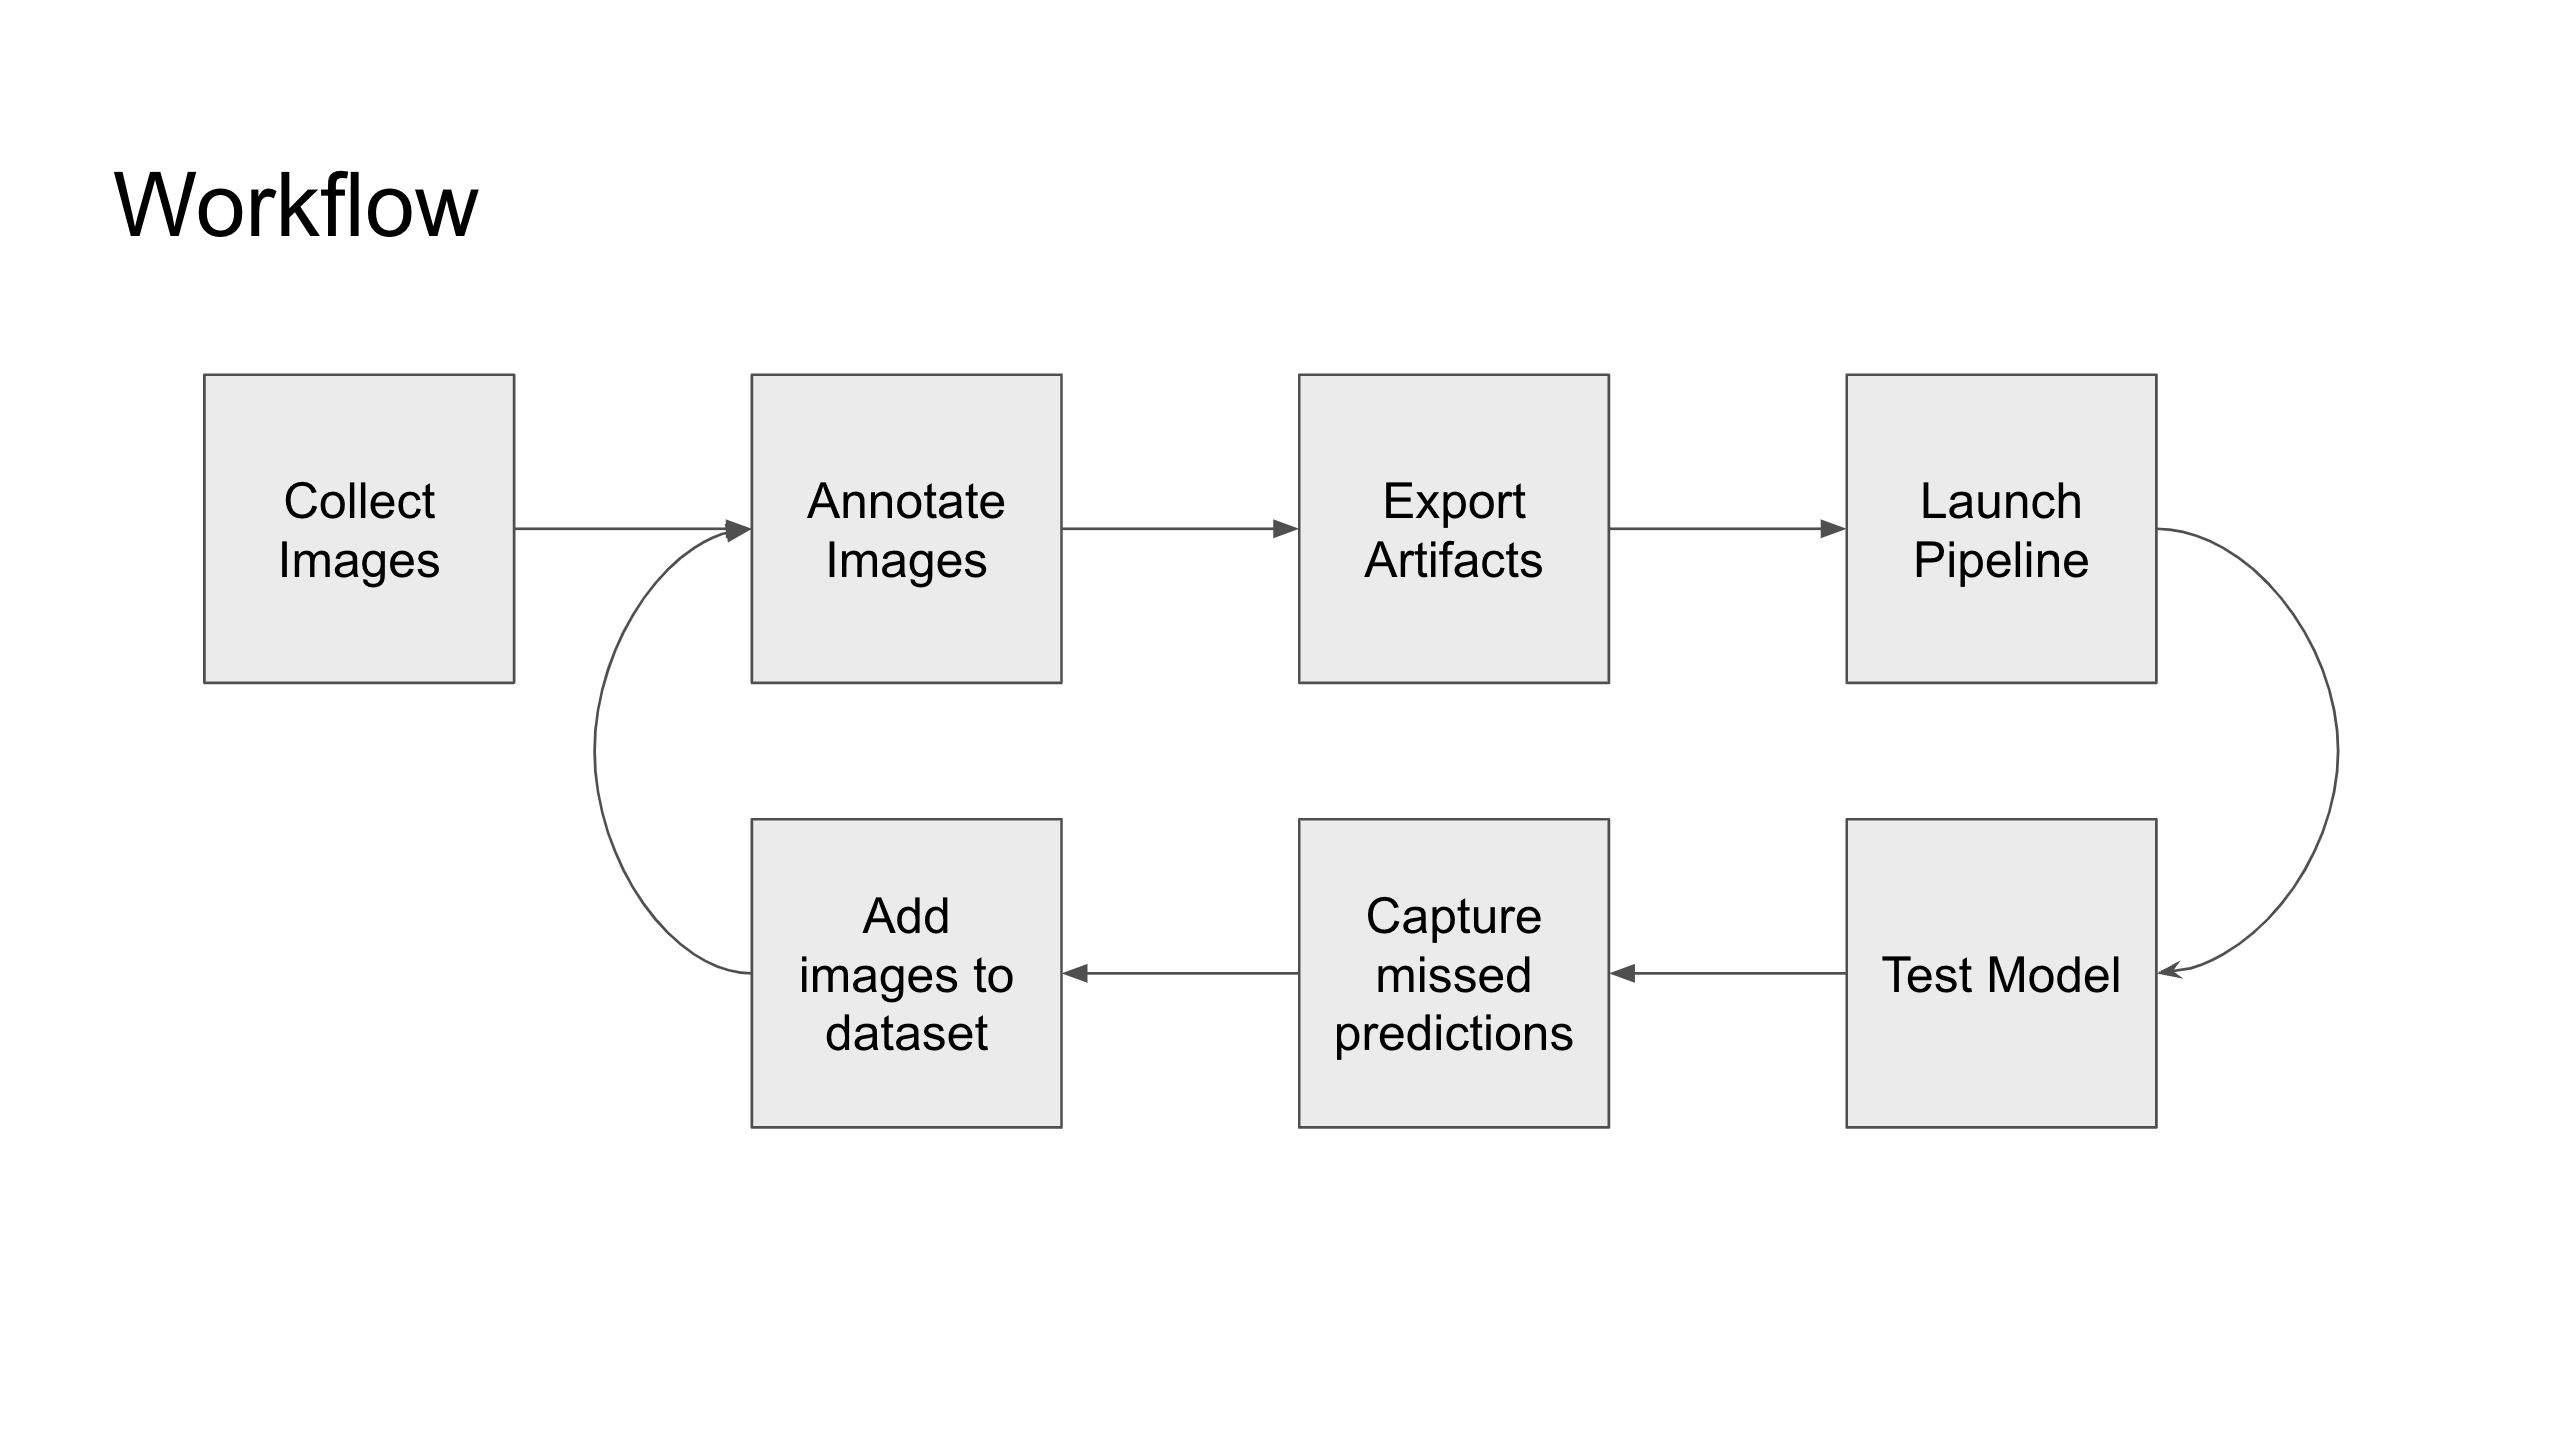 Workflow
Collect
Images
Annotate
Images
Export
Artifacts
Launch
Pipeline
Add
images to
dataset
Capture
missed
predictions
Test Model